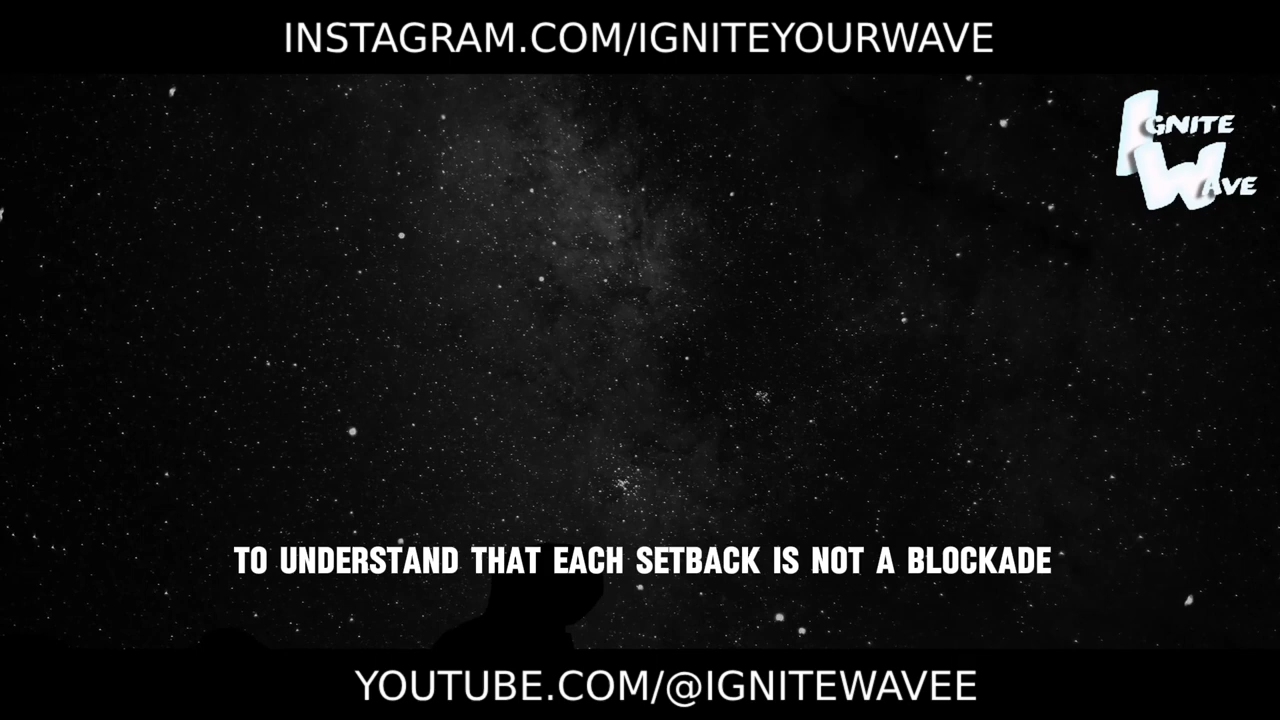 INSTAGRAM.COM/IGNITEYOURWAVE
IGNITE
WAVE
TO UNDERSTAND THAT EACH SETBACK IS NOT A BLOCKADE
YOUTUBE.COM/@IGNITEWAVEE